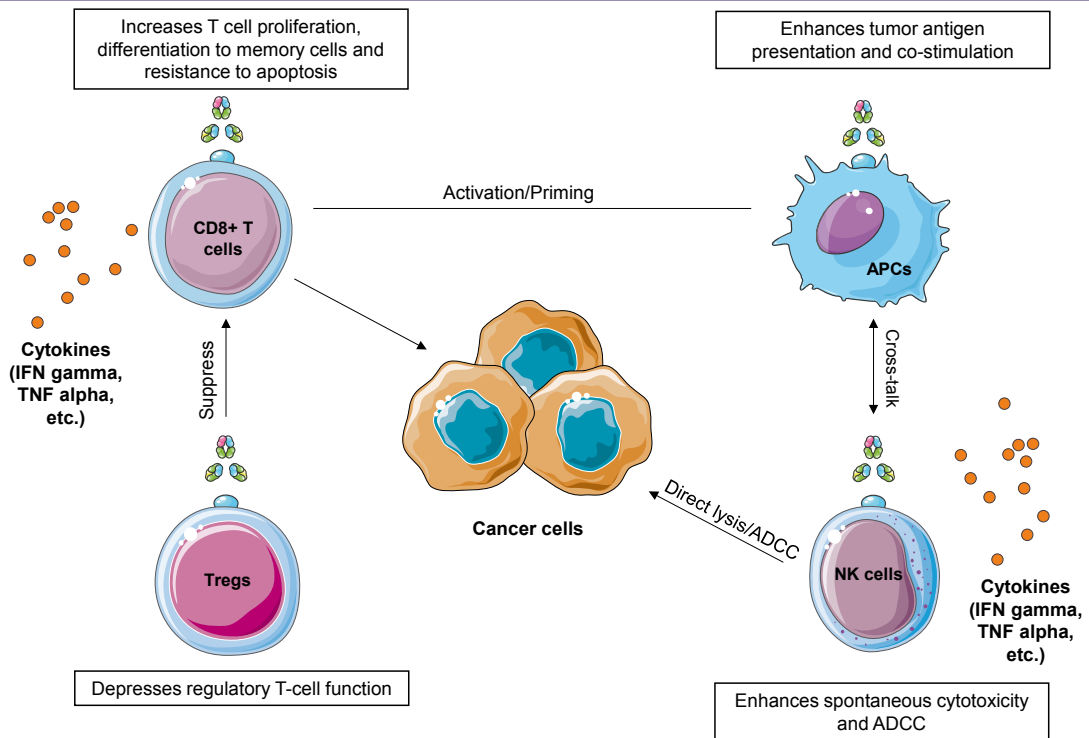 Increases T cell proliferation,
differentiation to memory cells and
resistance to apoptosis
Enhances tumor antigen
presentation and co-stimulation
Activation/Priming
CD8+ T
cells
APCs
Cytokines
(IFN gamma,
TNF alpha,
etc.)
Suppress
Cross-talk
Direct lysis/ADCC
Cancer cells
Tregs
NK cells
Cytokines
(IFN gamma,
TNF alpha,
etc.)
Depresses regulatory T-cell function
Enhances spontaneous cytotoxicity
and ADCC